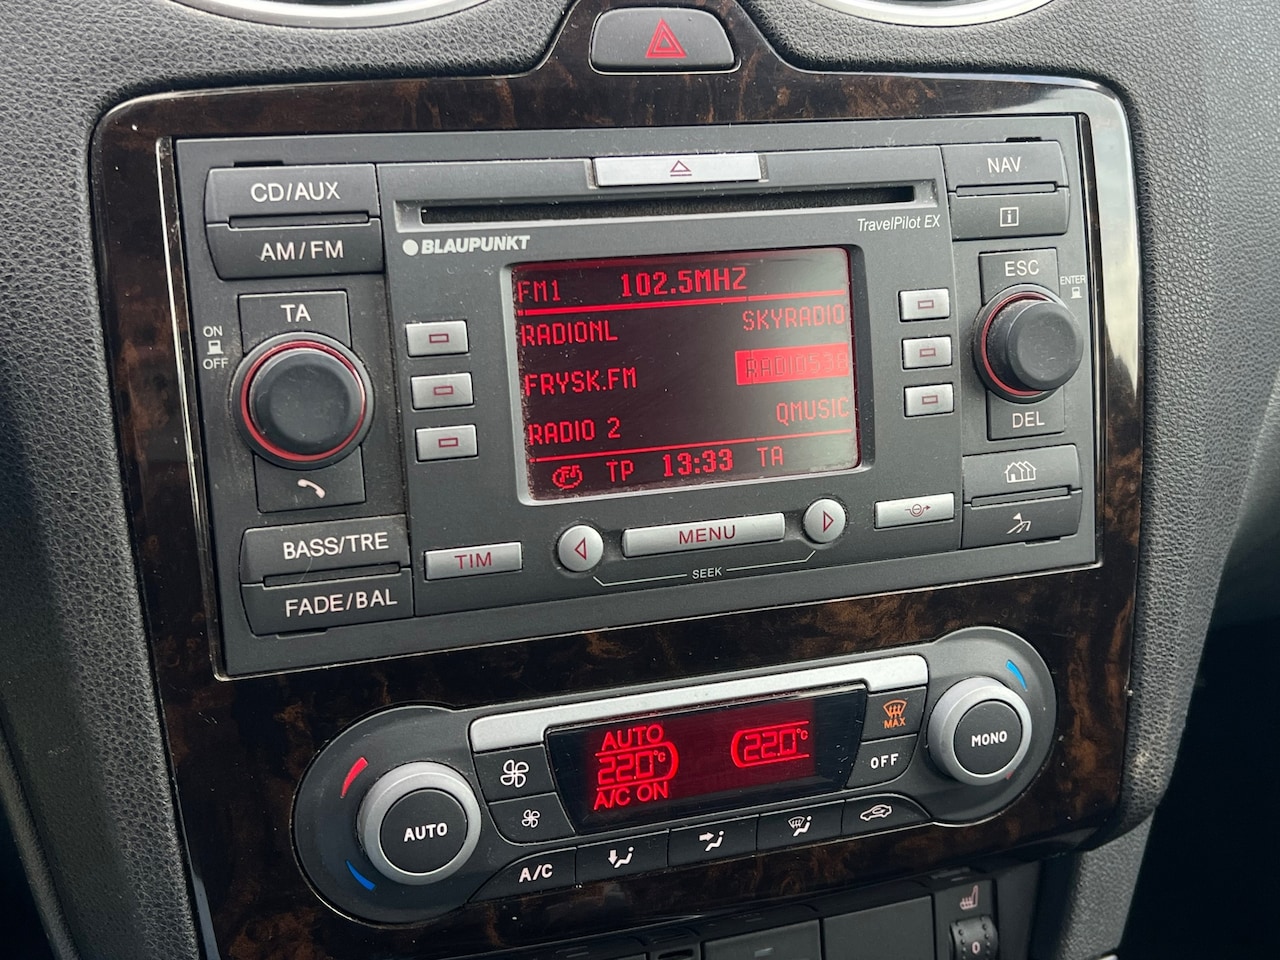 CD/AUX
NAV
AM/FM
BLAUPUNKT
TravelPilot EX
FM1 102.5MHZ
RADIONL SKYRADIO
FRYSK.FM RADIO538
RADIO 2 QMUSIC
TP 13:33 TA
TA
ON
OFF
ESC
ENTER
DEL
BASS/TRE
FADE/BAL
TIM
MENU
SEEK
AUTO
22.0°C
A/C ON
22.0°C
MAX
OFF
MONO
AUTO
A/C
0